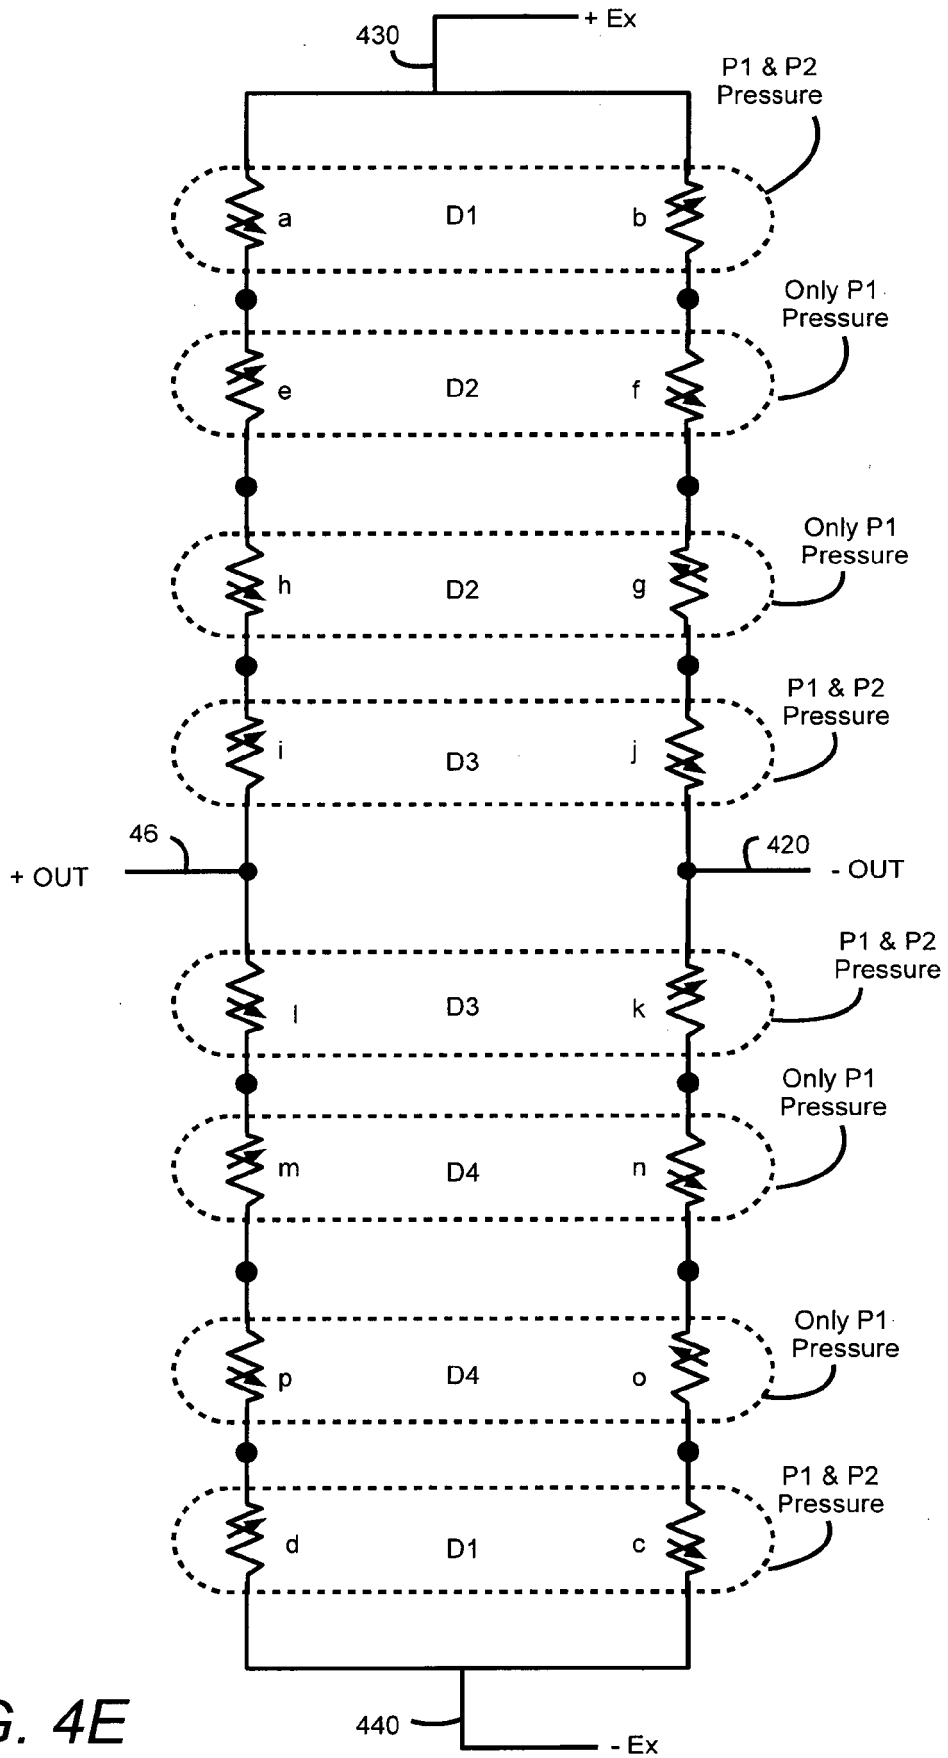 430
+ Ex
P1 & P2
Pressure
a
D1
b
Only P1
Pressure
e
D2
f
Only P1
Pressure
h
D2
g
P1 & P2
Pressure
i
D3
j
46
420
+ OUT
- OUT
P1 & P2
Pressure
l
D3
k
Only P1
Pressure
m
D4
n
Only P1
Pressure
p
D4
o
P1 & P2
Pressure
d
D1
c
G. 4E
440
- Ex